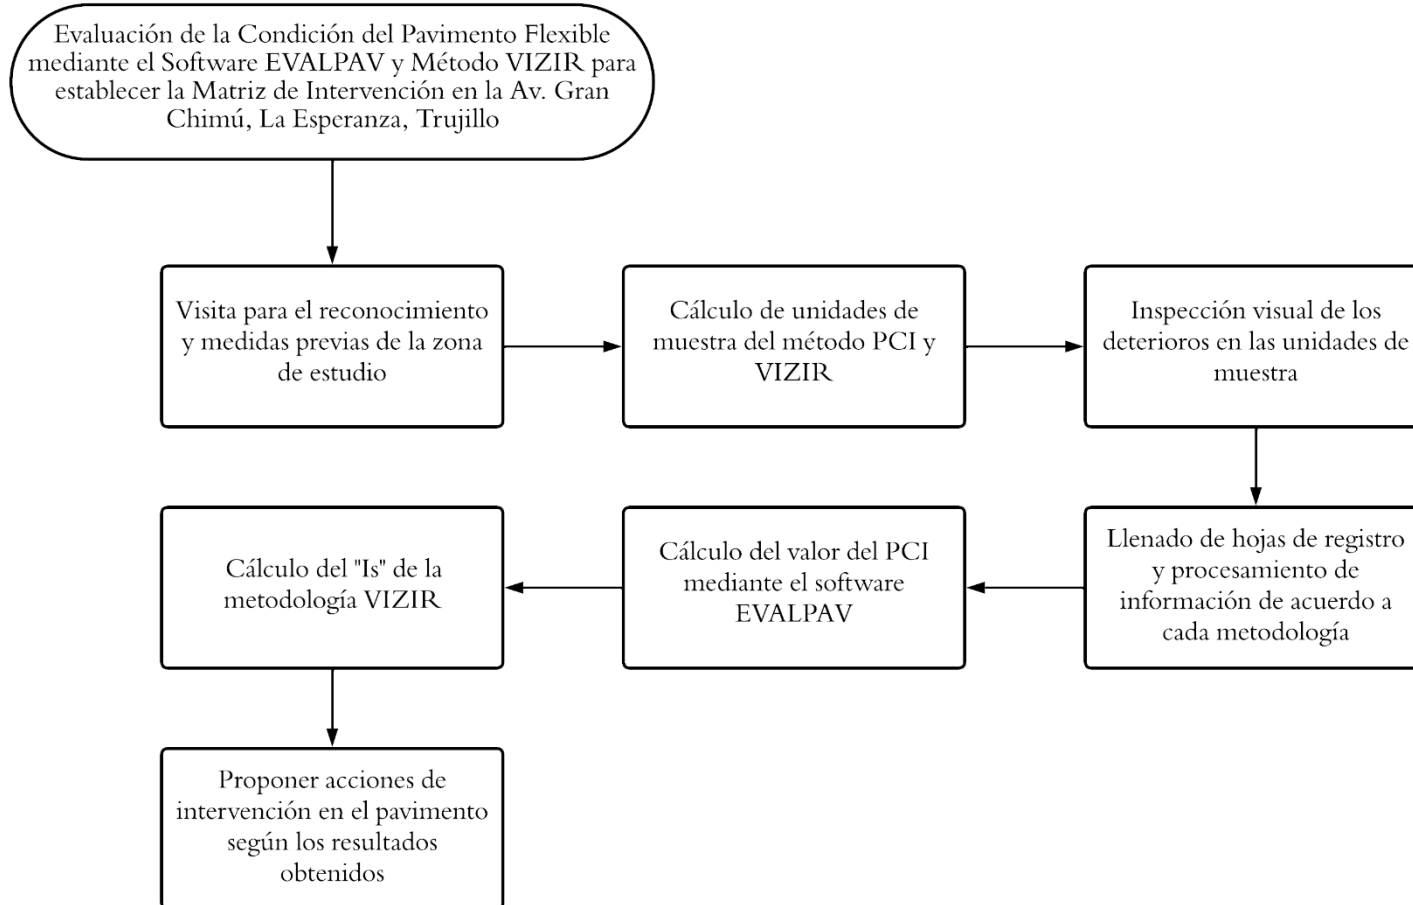 Evaluación de la Condición del Pavimento Flexible
mediante el Software EVALPAV y Método VIZIR para
establecer la Matriz de Intervención en la Av. Gran
Chimú, La Esperanza, Trujillo
Visita para el reconocimiento
y medidas previas de la zona
de estudio
Cálculo de unidades de
muestra del método PCI y
VIZIR
Inspección visual de los
deterioros en las unidades de
muestra
Llenado de hojas de registro
y procesamiento de
información de acuerdo a
cada metodología
Cálculo del valor del PCI
mediante el software
EVALPAV
Cálculo del "Is" de la
metodología VIZIR
Proponer acciones de
intervención en el pavimento
según los resultados
obtenidos